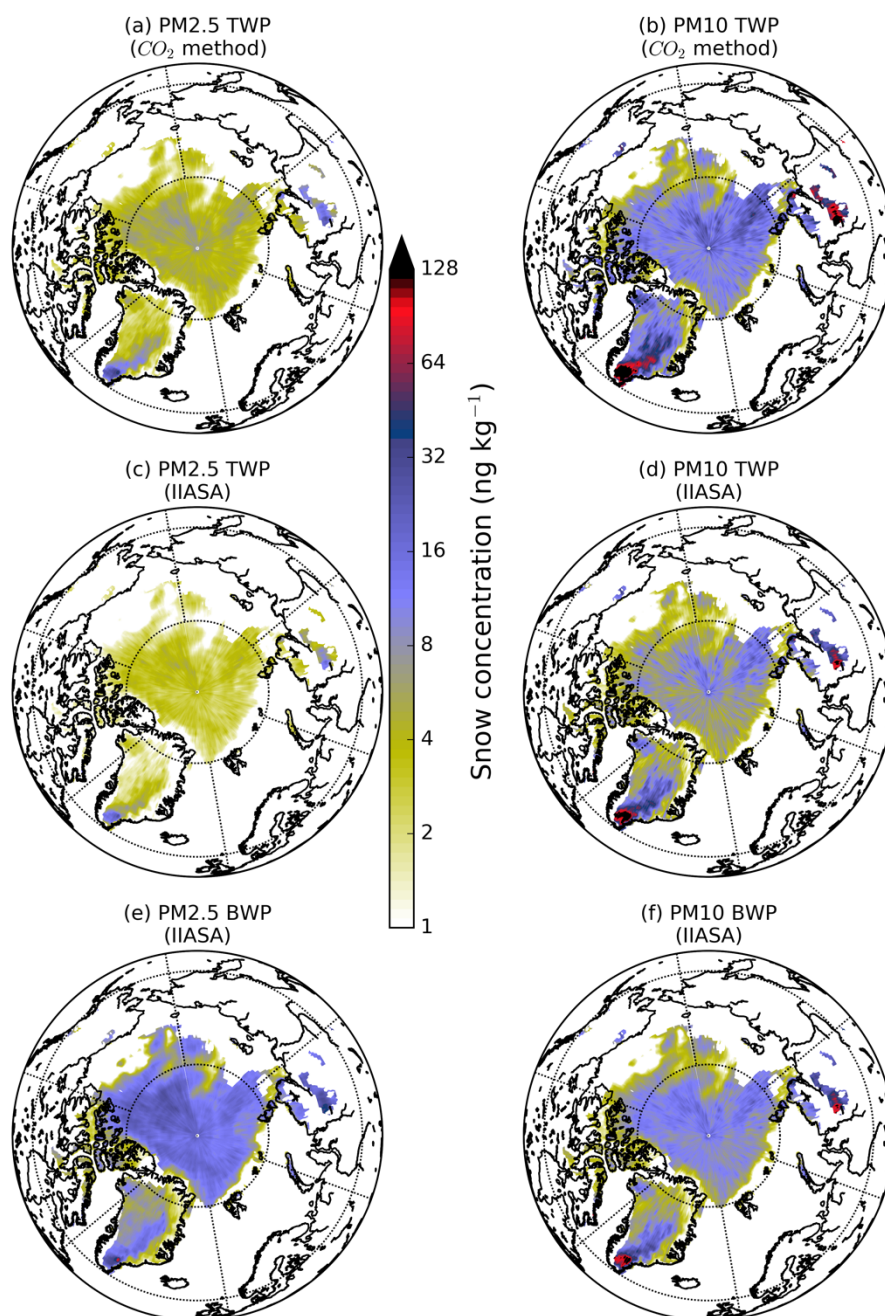 (a) PM2.5 TWP
(CO₂ method)
(b) PM10 TWP
(CO₂ method)
128
64
32
16
8
4
2
1
Snow concentration (ng kg⁻¹)
(c) PM2.5 TWP
(IIASA)
(d) PM10 TWP
(IIASA)
(e) PM2.5 BWP
(IIASA)
(f) PM10 BWP
(IIASA)